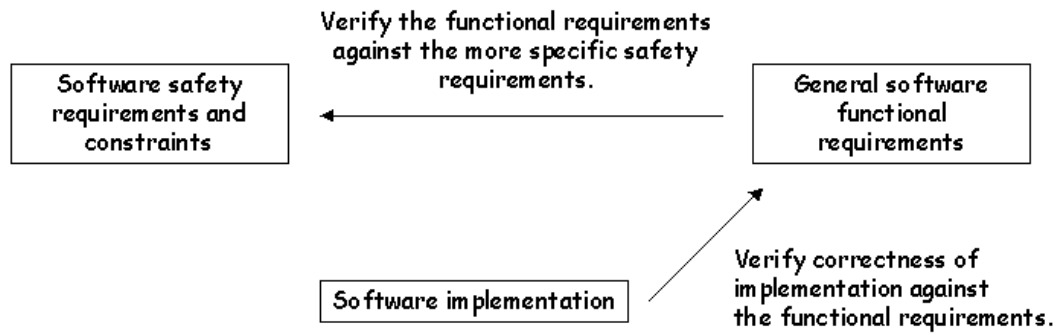 Verify the functional requirements
against the more specific safety
requirements.
Software safety
requirements and
constraints
General software
functional
requirements
Software implementation
Verify correctness of
implementation against
the functional requirements.